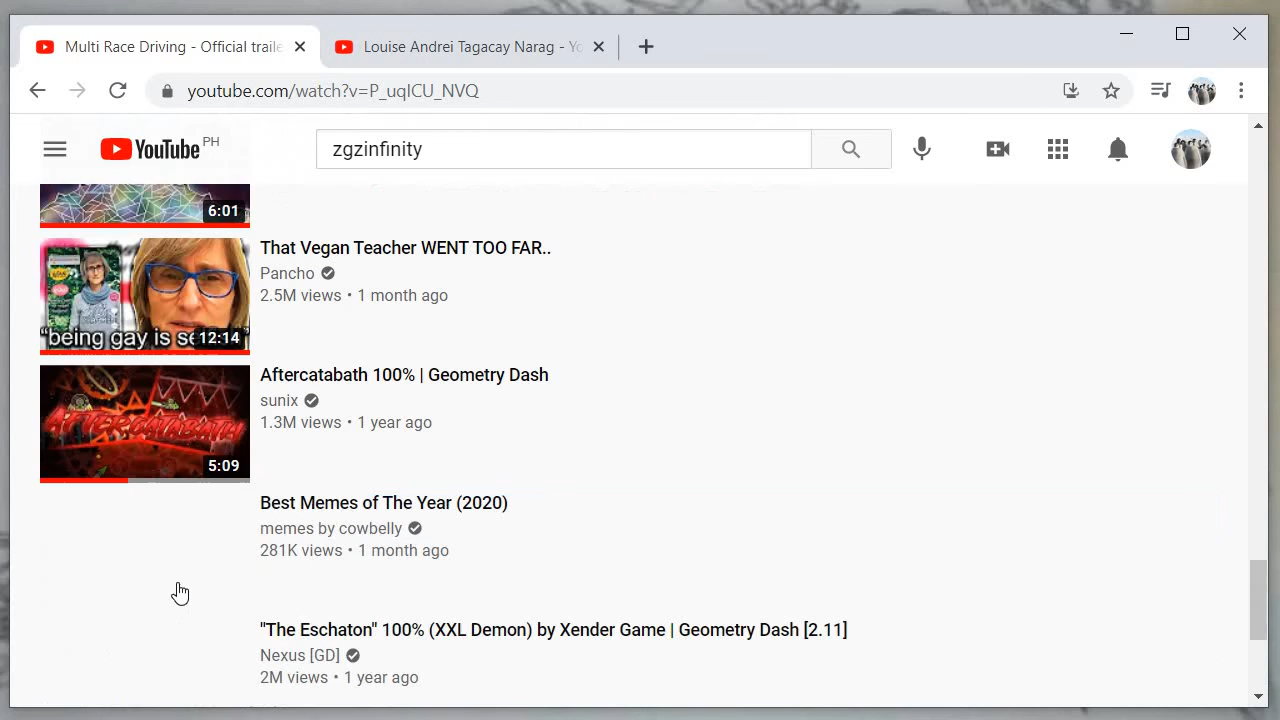 Multi Race Driving - Official traile
Louise Andrei Tagacay Narag - Yo
youtube.com/watch?v=P_uqlCU_NVQ
YouTube PH
zgzinfinity
6:01
That Vegan Teacher WENT TOO FAR..
Pancho
2.5M views • 1 month ago
"being gay is se
12:14
Aftercatabath 100% | Geometry Dash
sunix
1.3M views • 1 year ago
AFTERCATABATH
5:09
Best Memes of The Year (2020)
memes by cowbelly
281K views • 1 month ago
"The Eschaton" 100% (XXL Demon) by Xender Game | Geometry Dash [2.11]
Nexus [GD]
2M views • 1 year ago